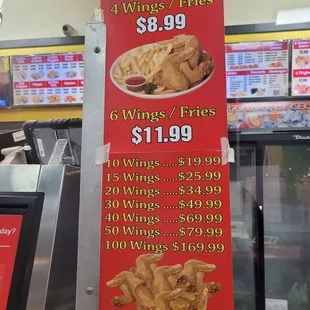 4 Wings / Fries
$8.99
6 Wings / Fries
$11.99
10 Wings .....$19.99
15 Wings .....$25.99
20 Wings .....$34.99
30 Wings .....$49.99
40 Wings .....$69.99
50 Wings .....$79.99
100 Wings $169.99
day?